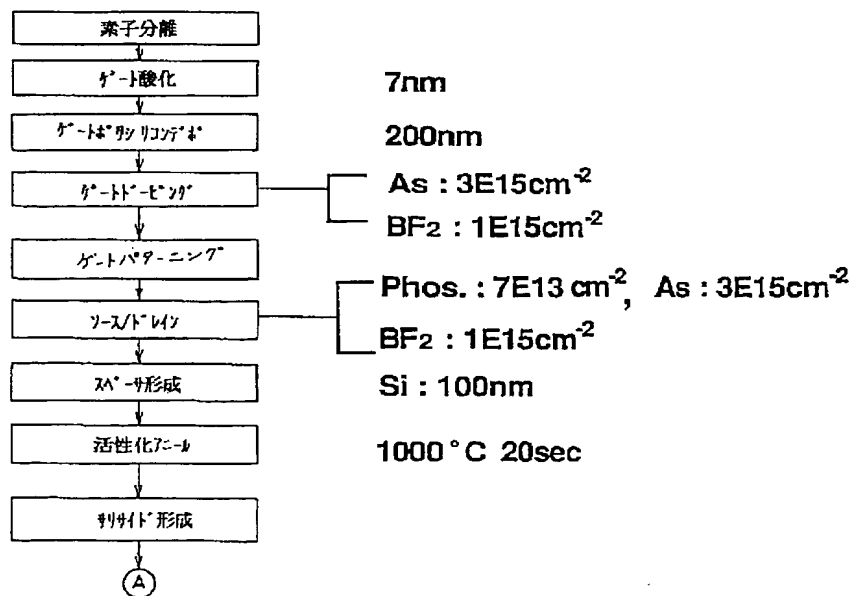 素子分離
ゲート酸化 7nm
ゲートポリシリコンデポ 200nm
ゲートドーピング As : 3E15cm⁻²
BF₂ : 1E15cm⁻²
ゲートパターニング
ソース/ドレイン Phos. : 7E13 cm⁻², As : 3E15cm⁻²
BF₂ : 1E15cm⁻²
スペーサ形成 Si : 100nm
活性化アニール 1000°C 20sec
サリサイド形成
A